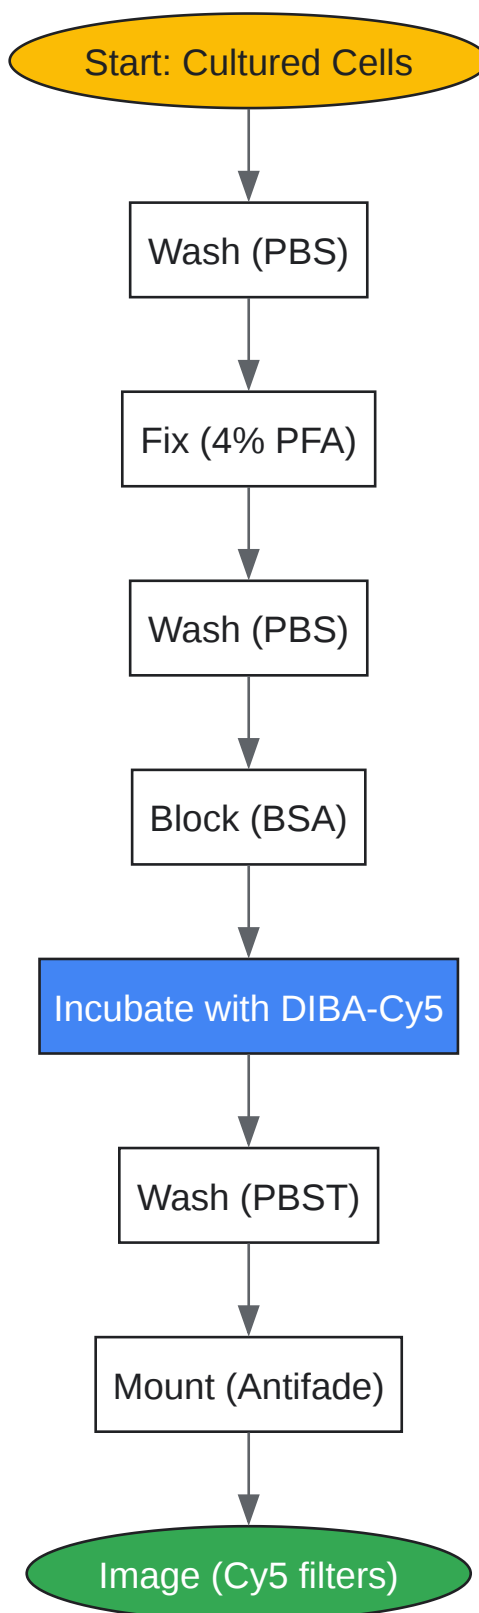 Start: Cultured Cells
Wash (PBS)
Fix (4% PFA)
Wash (PBS)
Block (BSA)
Incubate with DIBA-Cy5
Wash (PBST)
Mount (Antifade)
Image (Cy5 filters)